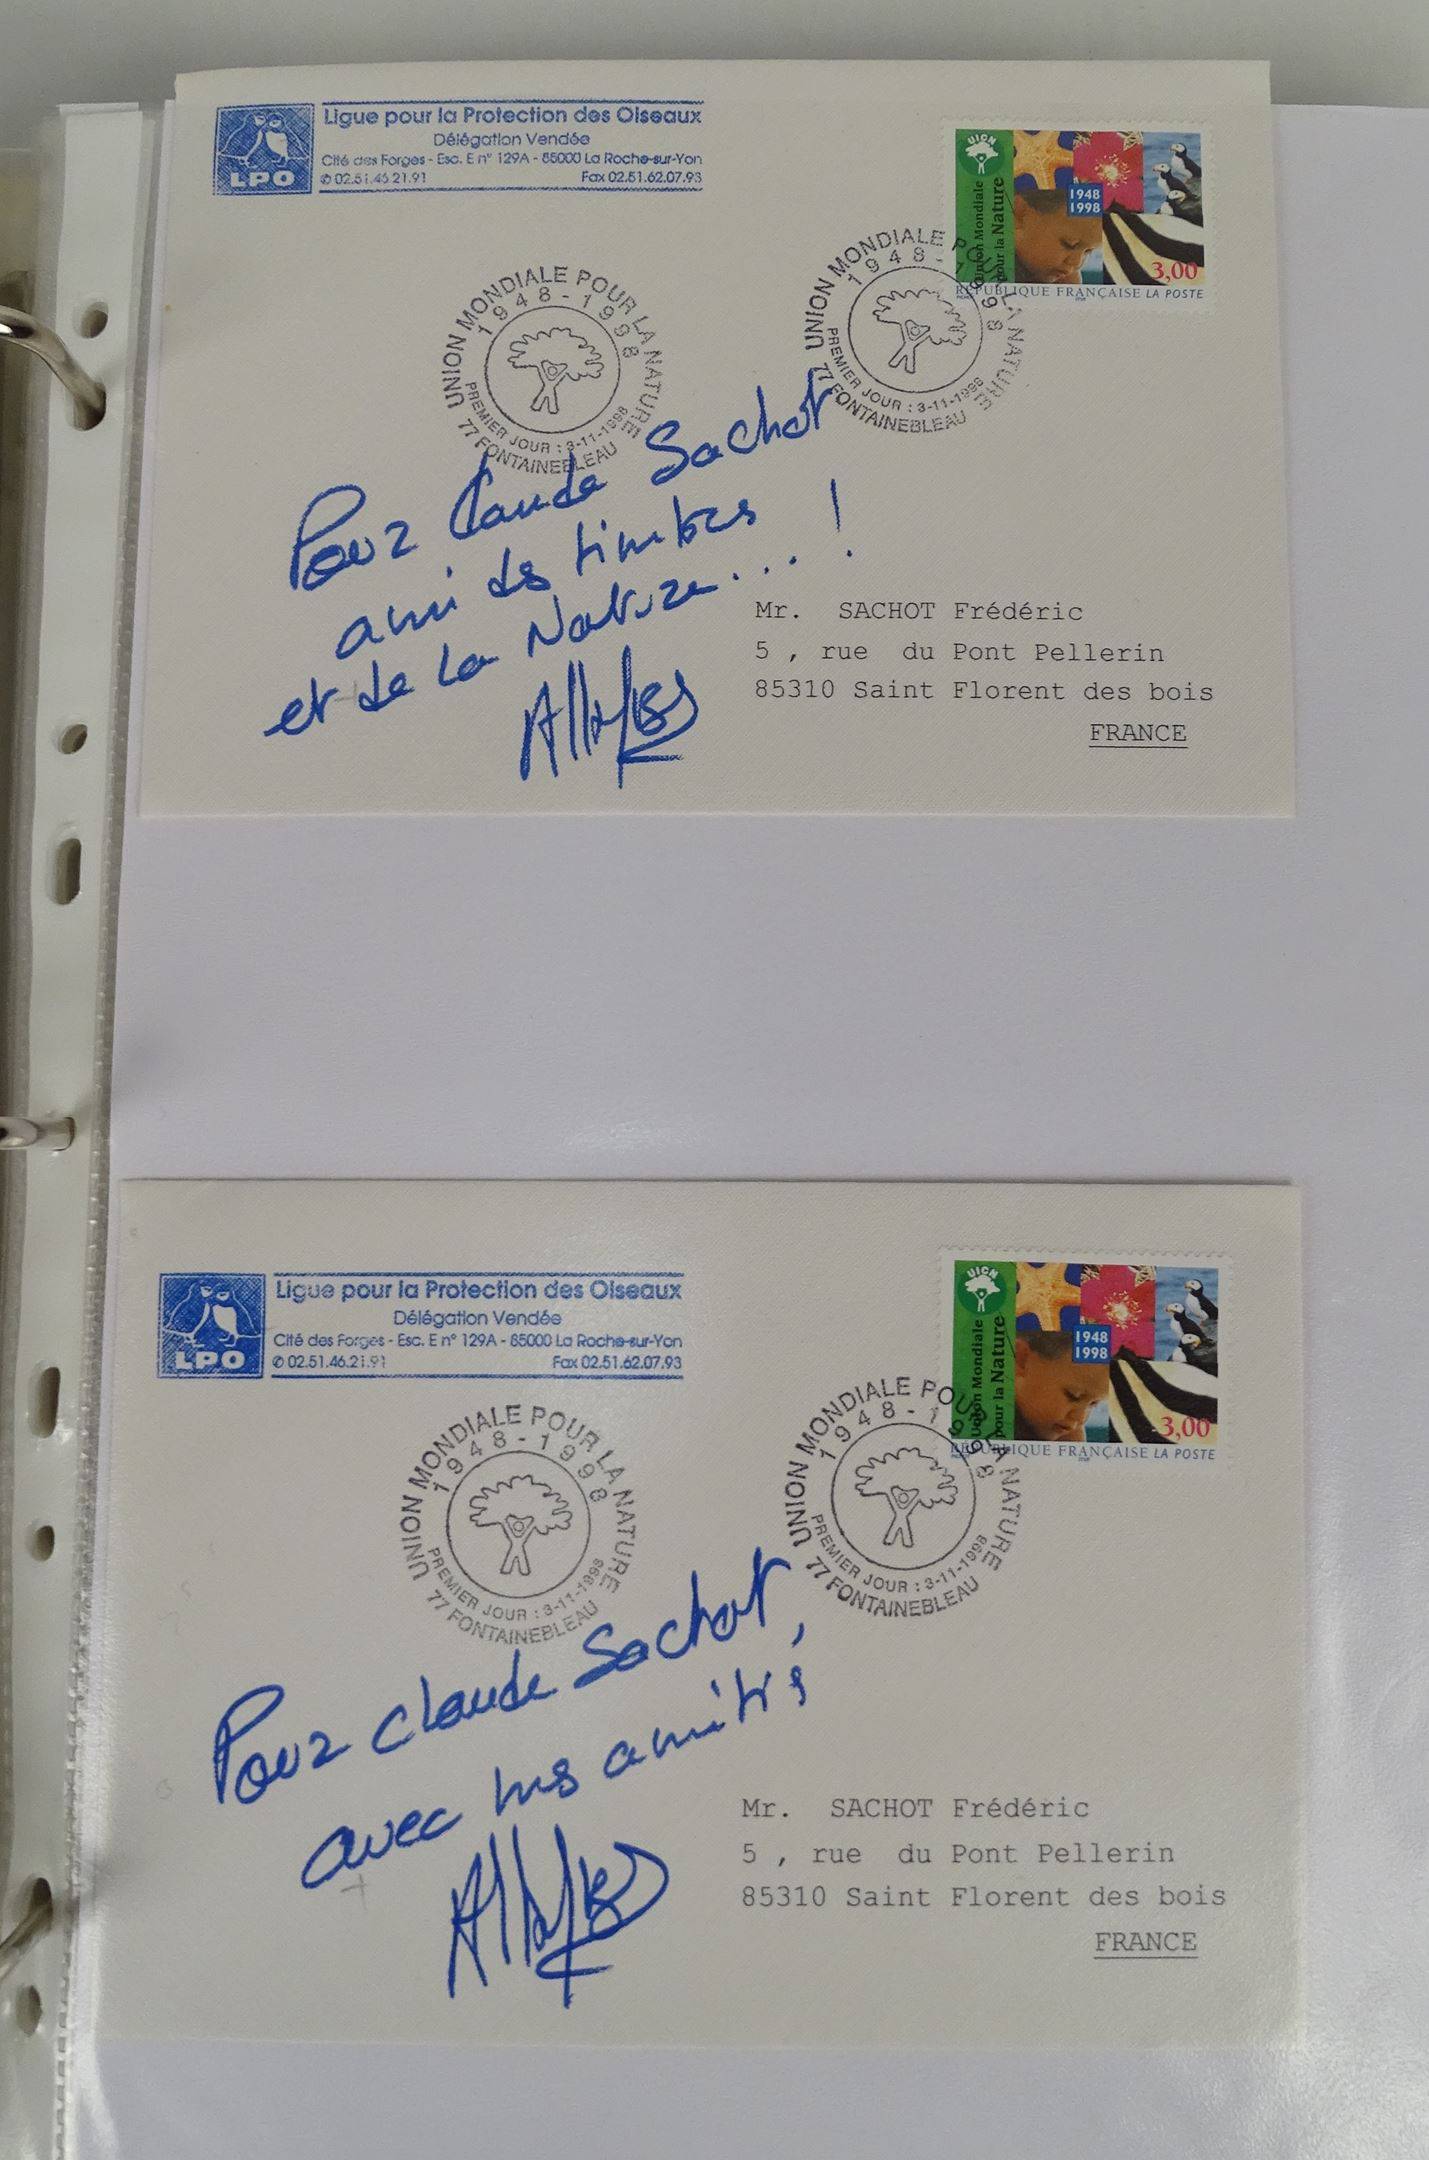 Ligue pour la Protection des Oiseaux
Délégation Vendée
Cité des Forges - Esc. E n° 129A - 85000 La Roche-sur-Yon
✆ 02.51.46.21.91 Fax 02.51.62.07.93
LPO
UICN
Union Mondiale
pour la Nature
1948
1998
3,00
RÉPUBLIQUE FRANÇAISE LA POSTE
UNION MONDIALE POUR LA NATURE
1948-1998
PREMIER JOUR : 3-11-1998
77 FONTAINEBLEAU
UNION MONDIALE POUR LA NATURE
1948-1998
PREMIER JOUR : 3-11-1998
77 FONTAINEBLEAU
Pour Claude Sachot
ami des timbres
et de la Nature... !
Mr. SACHOT Frédéric
5 , rue du Pont Pellerin
85310 Saint Florent des bois
FRANCE
Ligue pour la Protection des Oiseaux
Délégation Vendée
Cité des Forges - Esc. E n° 129A - 85000 La Roche-sur-Yon
✆ 02.51.46.21.91 Fax 02.51.62.07.93
LPO
UICN
Union Mondiale
pour la Nature
1948
1998
3,00
RÉPUBLIQUE FRANÇAISE LA POSTE
UNION MONDIALE POUR LA NATURE
1948-1998
PREMIER JOUR : 3-11-1998
77 FONTAINEBLEAU
UNION MONDIALE POUR LA NATURE
1948-1998
PREMIER JOUR : 3-11-1998
77 FONTAINEBLEAU
Pour Claude Sachot,
avec mes amitiés
Mr. SACHOT Frédéric
5 , rue du Pont Pellerin
85310 Saint Florent des bois
FRANCE